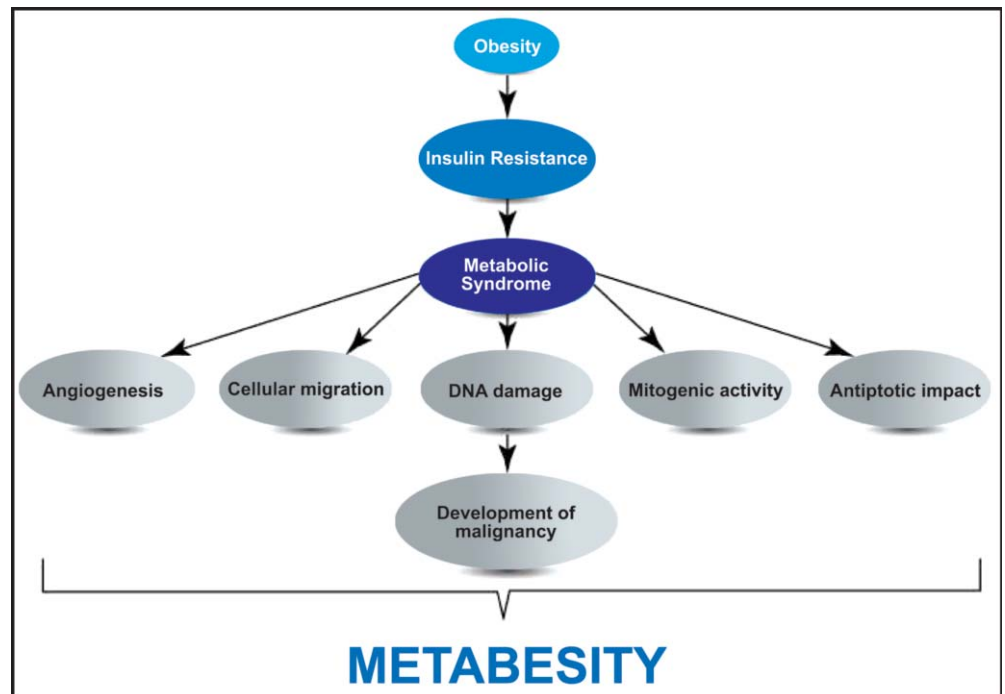 Obesity
Insulin Resistance
Metabolic
Syndrome
Angiogenesis
Cellular migration
DNA damage
Mitogenic activity
Antiptotic impact
Development of
malignancy
METABESITY